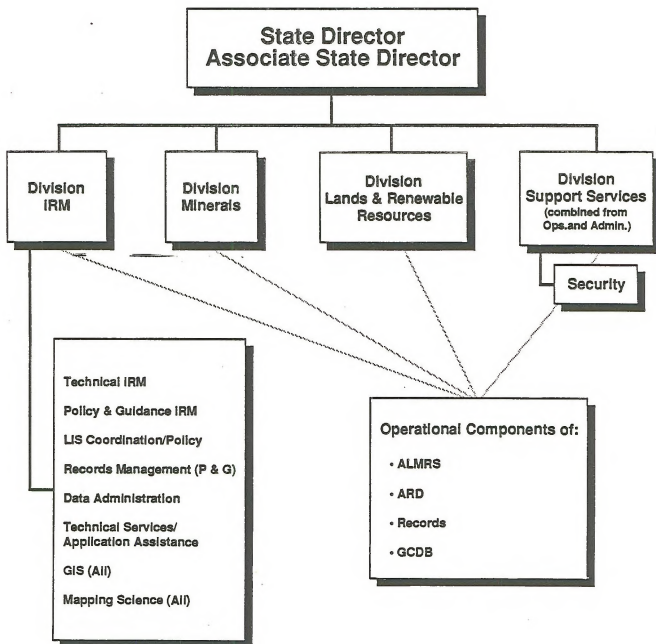 State Director
Associate State Director
Division
IRM
Division
Minerals
Division
Lands & Renewable
Resources
Division
Support Services
(combined from
Ops.and Admin.)
Security
Technical IRM
Policy & Guidance IRM
LIS Coordination/Policy
Records Management (P & G)
Data Administration
Technical Services/
Application Assistance
GIS (All)
Mapping Science (All)
Operational Components of:
• ALMRS
• ARD
• Records
• GCDB